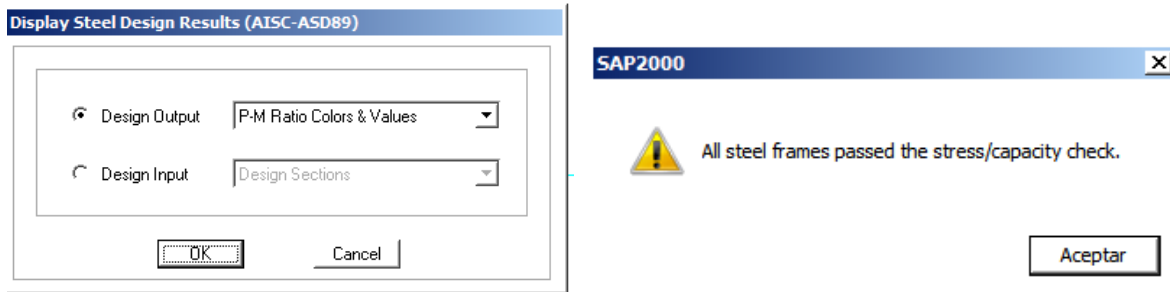 Display Steel Design Results (AISC-ASD89)
Design Output P-M Ratio Colors & Values
Design Input Design Sections
OK Cancel
SAP2000
All steel frames passed the stress/capacity check.
Aceptar